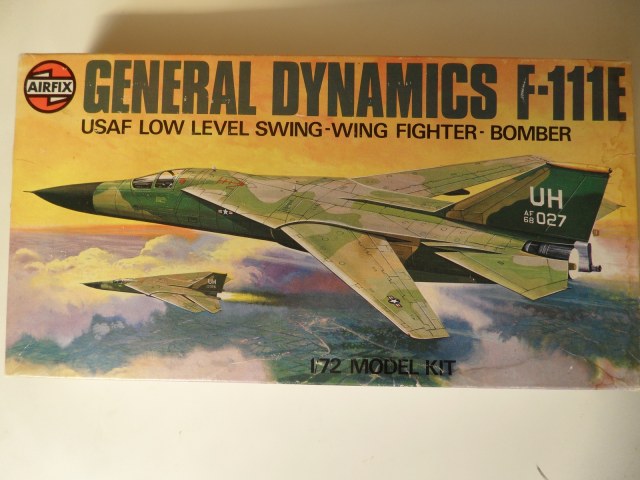 AIRFIX
GENERAL DYNAMICS F-111E
USAF LOW LEVEL SWING-WING FIGHTER-BOMBER
UH
AF
68 027
1/72 MODEL KIT